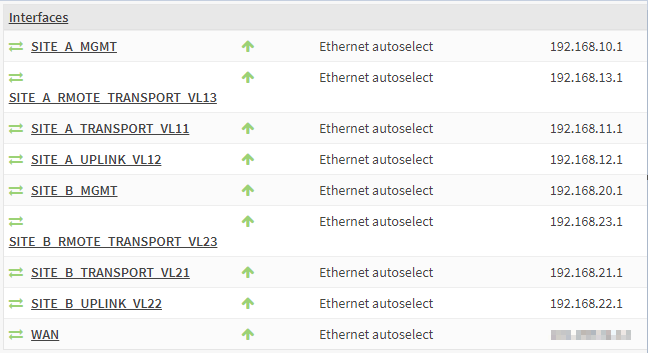 Interfaces
SITE_A_MGMT Ethernet autoselect 192.168.10.1
SITE_A_RMOTE_TRANSPORT_VL13 Ethernet autoselect 192.168.13.1
SITE_A_TRANSPORT_VL11 Ethernet autoselect 192.168.11.1
SITE_A_UPLINK_VL12 Ethernet autoselect 192.168.12.1
SITE_B_MGMT Ethernet autoselect 192.168.20.1
SITE_B_RMOTE_TRANSPORT_VL23 Ethernet autoselect 192.168.23.1
SITE_B_TRANSPORT_VL21 Ethernet autoselect 192.168.21.1
SITE_B_UPLINK_VL22 Ethernet autoselect 192.168.22.1
WAN Ethernet autoselect